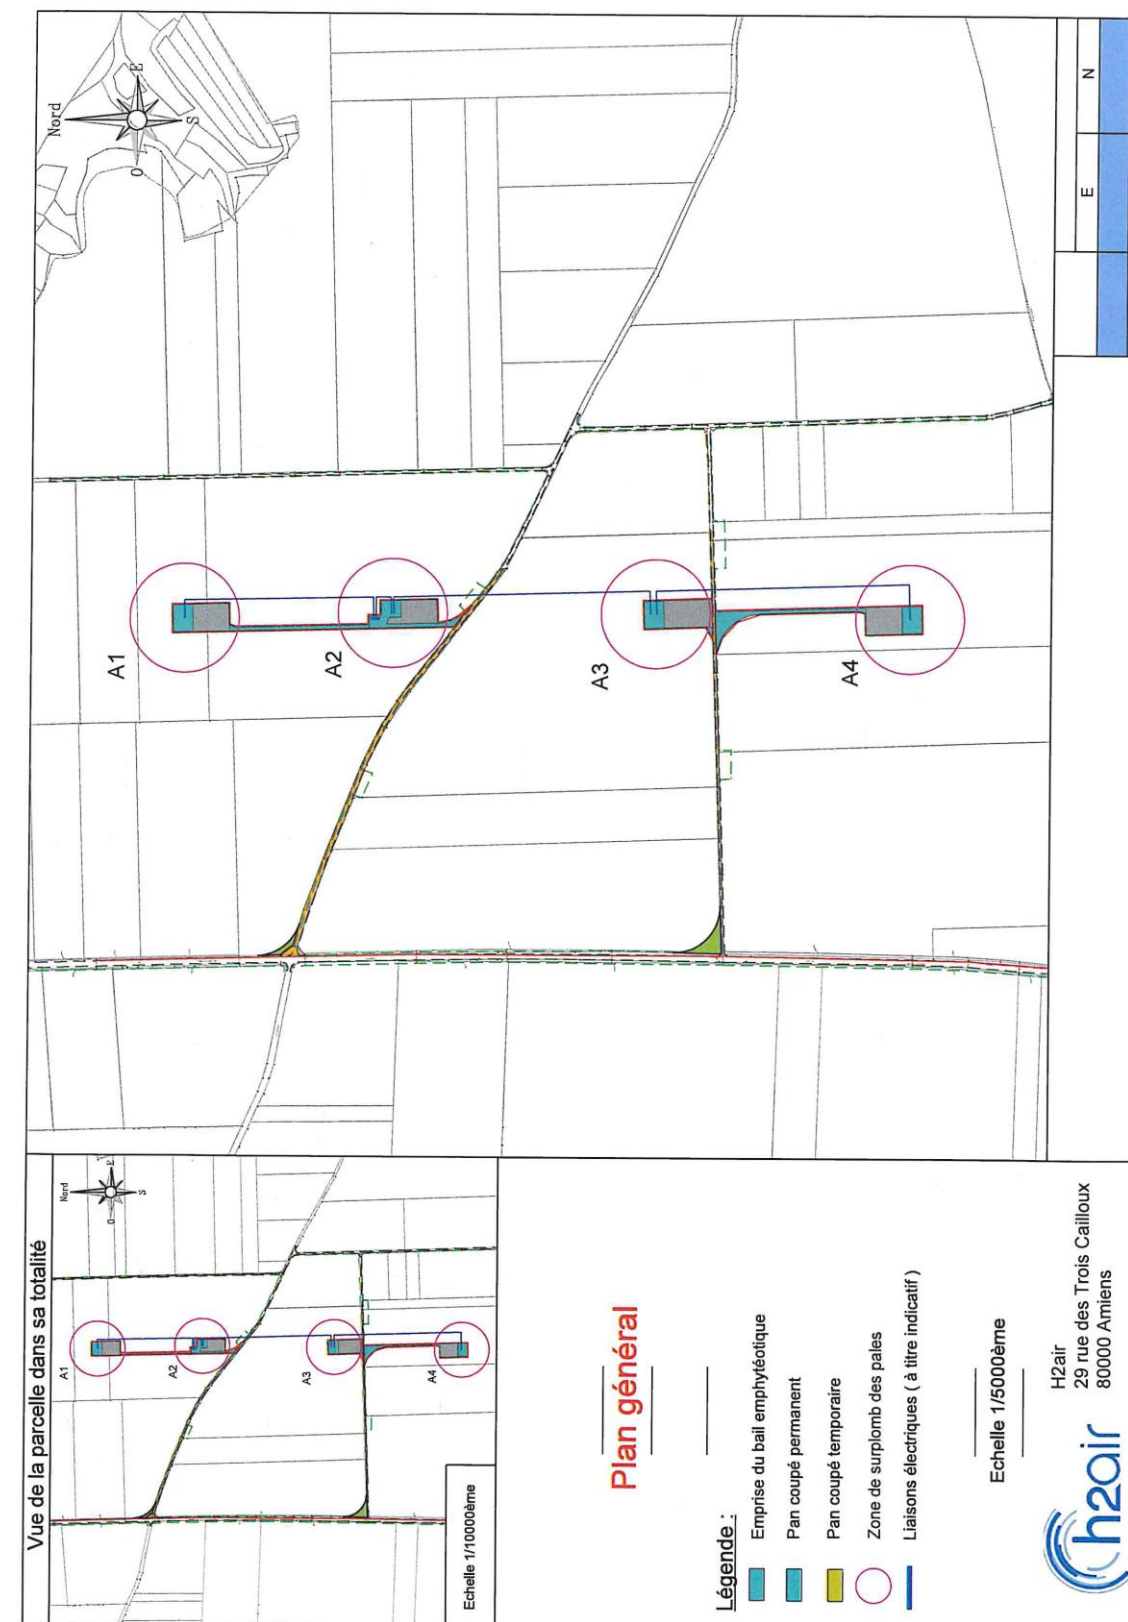 Vue de la parcelle dans sa totalité
Nord
E
S
O
A1
A2
A3
A4
Echelle 1/10000ème
Nord
E
S
O
A1
A2
A3
A4
E
N
Plan général
Légende :
Emprise du bail emphytéotique
Pan coupé permanent
Pan coupé temporaire
Zone de surplomb des pales
Liaisons électriques ( à titre indicatif )
Echelle 1/5000ème
h2air
H2air
29 rue des Trois Cailloux
80000 Amiens